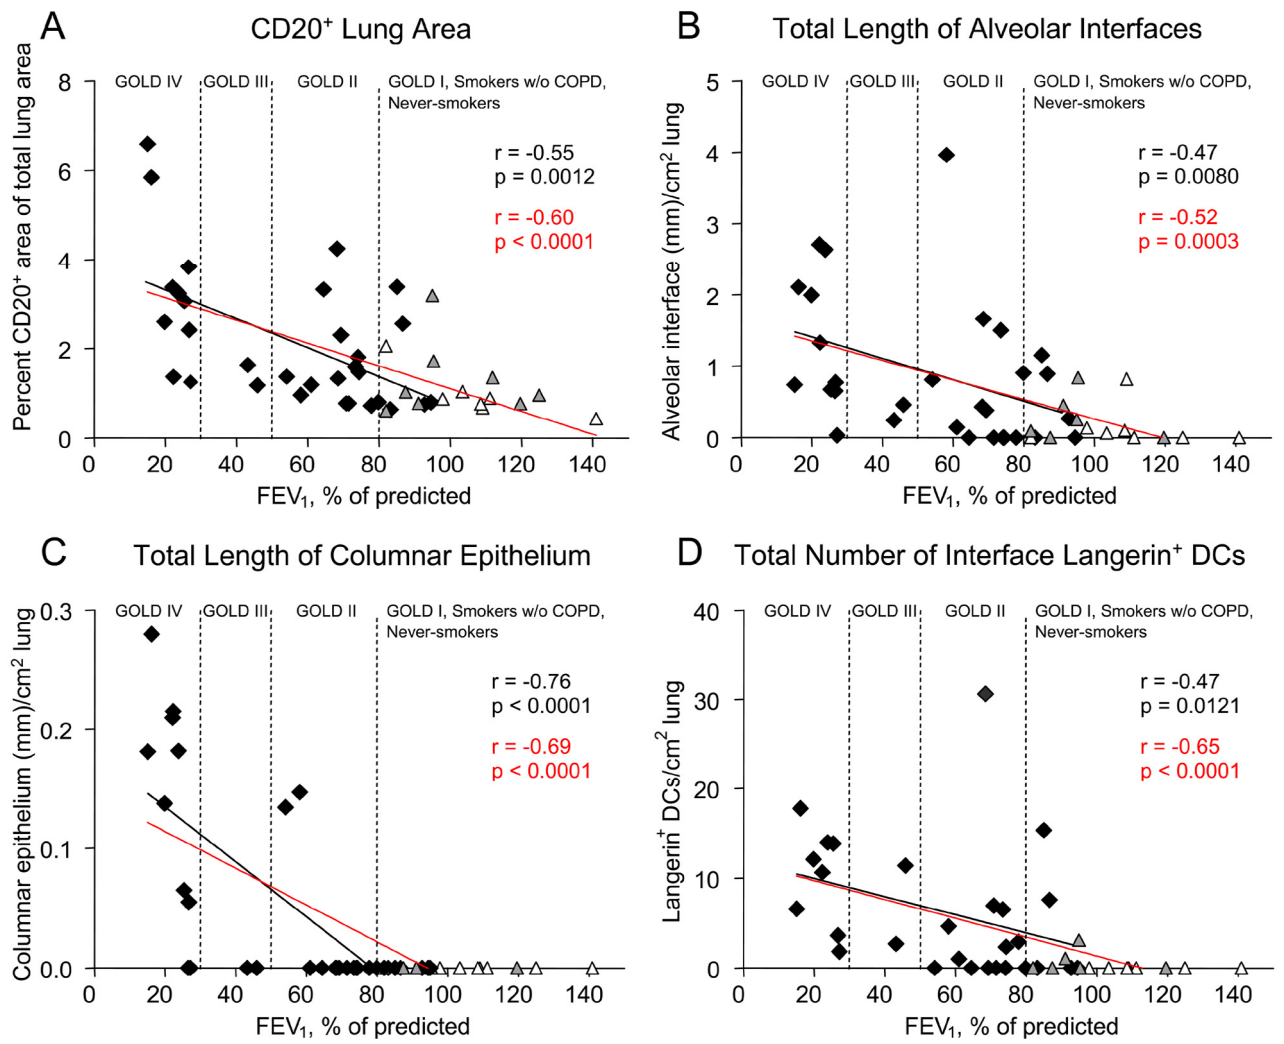 A
CD20⁺ Lung Area
Percent CD20⁺ area of total lung area
8
6
4
2
0
GOLD IV
GOLD III
GOLD II
GOLD I, Smokers w/o COPD,
Never-smokers
r = -0.55
p = 0.0012
r = -0.60
p < 0.0001
0 20 40 60 80 100 120 140
FEV₁, % of predicted
B
Total Length of Alveolar Interfaces
Alveolar interface (mm)/cm² lung
5
4
3
2
1
0
GOLD IV
GOLD III
GOLD II
GOLD I, Smokers w/o COPD,
Never-smokers
r = -0.47
p = 0.0080
r = -0.52
p = 0.0003
0 20 40 60 80 100 120 140
FEV₁, % of predicted
C
Total Length of Columnar Epithelium
Columnar epithelium (mm)/cm² lung
0.3
0.2
0.1
0.0
GOLD IV
GOLD III
GOLD II
GOLD I, Smokers w/o COPD,
Never-smokers
r = -0.76
p < 0.0001
r = -0.69
p < 0.0001
0 20 40 60 80 100 120 140
FEV₁, % of predicted
D
Total Number of Interface Langerin⁺ DCs
Langerin⁺ DCs/cm² lung
40
30
20
10
0
GOLD IV
GOLD III
GOLD II
GOLD I, Smokers w/o COPD,
Never-smokers
r = -0.47
p = 0.0121
r = -0.65
p < 0.0001
0 20 40 60 80 100 120 140
FEV₁, % of predicted